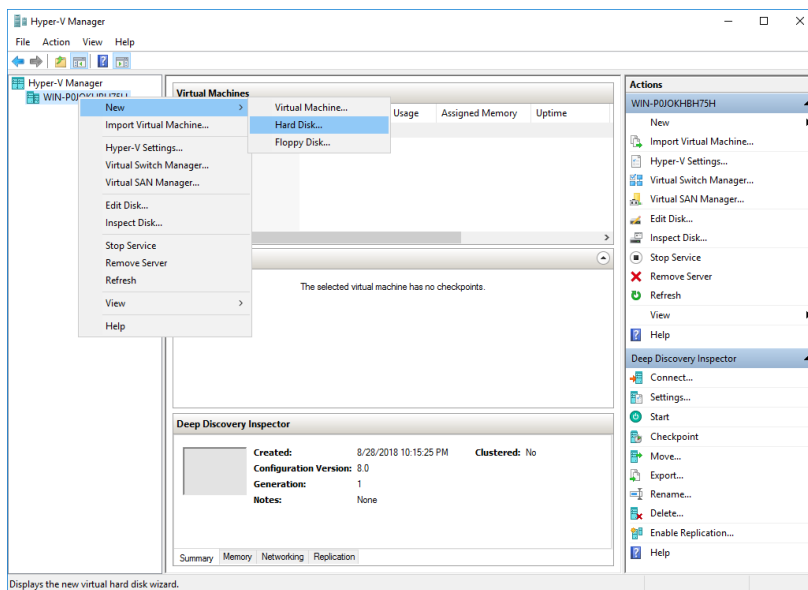 Hyper-V Manager
File Action View Help
Hyper-V Manager
WIN-P0JOKHBH75H
New
Import Virtual Machine...
Hyper-V Settings...
Virtual Switch Manager...
Virtual SAN Manager...
Edit Disk...
Inspect Disk...
Stop Service
Remove Server
Refresh
View
Help
Virtual Machine...
Hard Disk...
Floppy Disk...
Virtual Machines
Usage Assigned Memory Uptime
The selected virtual machine has no checkpoints.
Deep Discovery Inspector
Created: 8/28/2018 10:15:25 PM Clustered: No
Configuration Version: 8.0
Generation: 1
Notes: None
Summary Memory Networking Replication
Actions
WIN-P0JOKHBH75H
New
Import Virtual Machine...
Hyper-V Settings...
Virtual Switch Manager...
Virtual SAN Manager...
Edit Disk...
Inspect Disk...
Stop Service
Remove Server
Refresh
View
Help
Deep Discovery Inspector
Connect...
Settings...
Start
Checkpoint
Move...
Export...
Rename...
Delete...
Enable Replication...
Help
Displays the new virtual hard disk wizard.